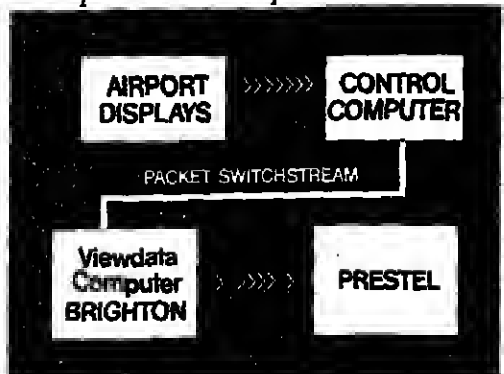 AIRPORT
DISPLAYS
CONTROL
COMPUTER
PACKET SWITCHSTREAM
Viewdata
Computer
BRIGHTON
PRESTEL